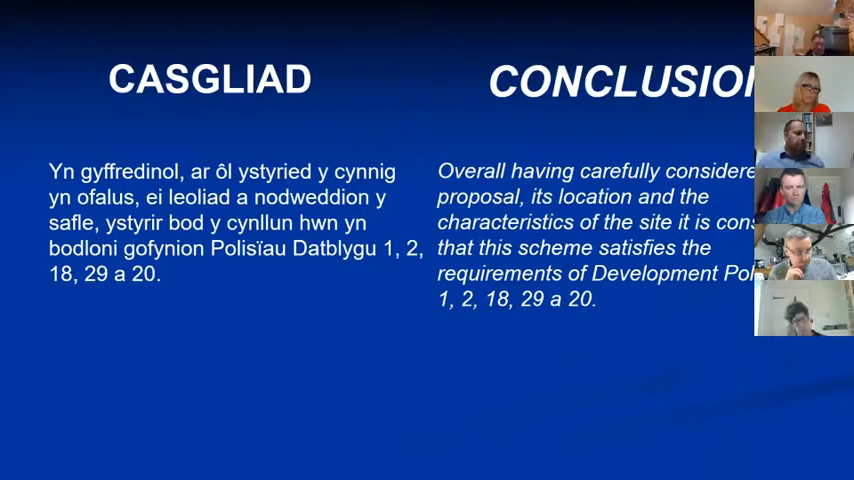 CASGLIAD
Yn gyffredinol, ar ôl ystyried y cynnig
yn ofalus, ei leoliad a nodweddion y
safle, ystyrir bod y cynllun hwn yn
bodloni gofynion Polisïau Datblygu 1, 2,
18, 29 a 20.
CONCLUSION
Overall having carefully considere
proposal, its location and the
characteristics of the site it is cons
that this scheme satisfies the
requirements of Development Pol
1, 2, 18, 29 a 20.